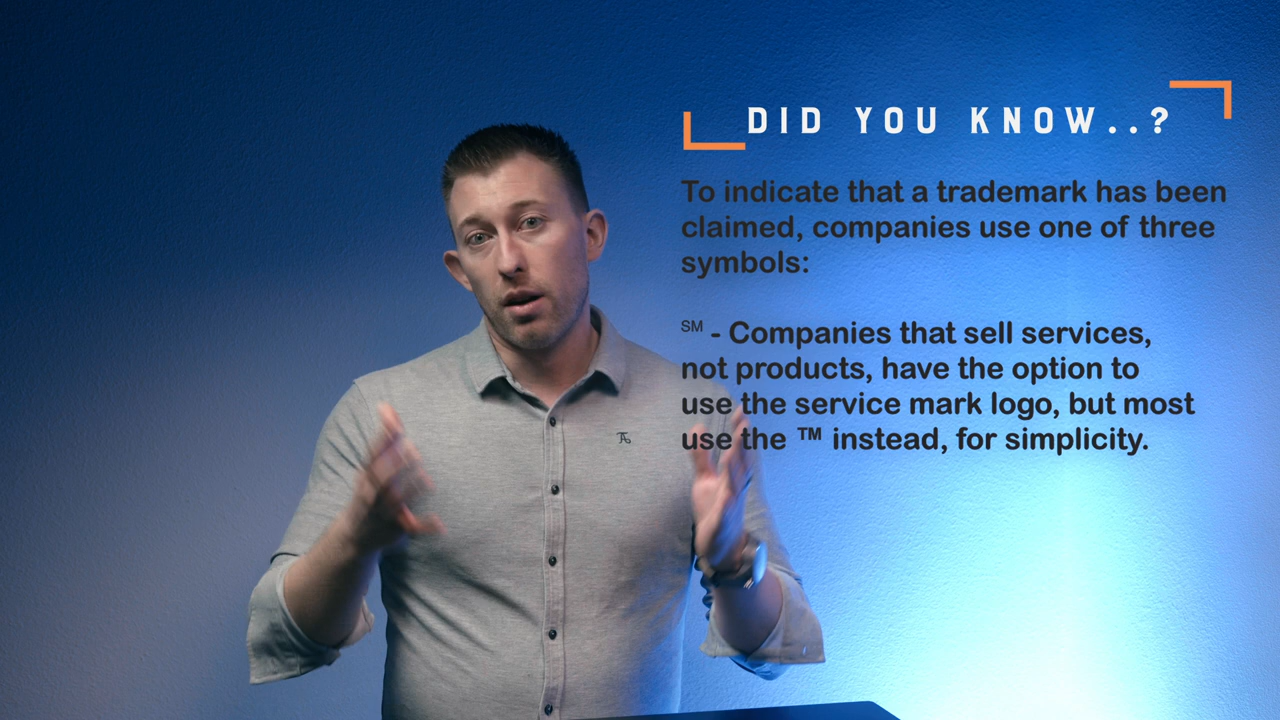 DID YOU KNOW..?
To indicate that a trademark has been
claimed, companies use one of three
symbols:
℠ - Companies that sell services,
not products, have the option to
use the service mark logo, but most
use the ™ instead, for simplicity.